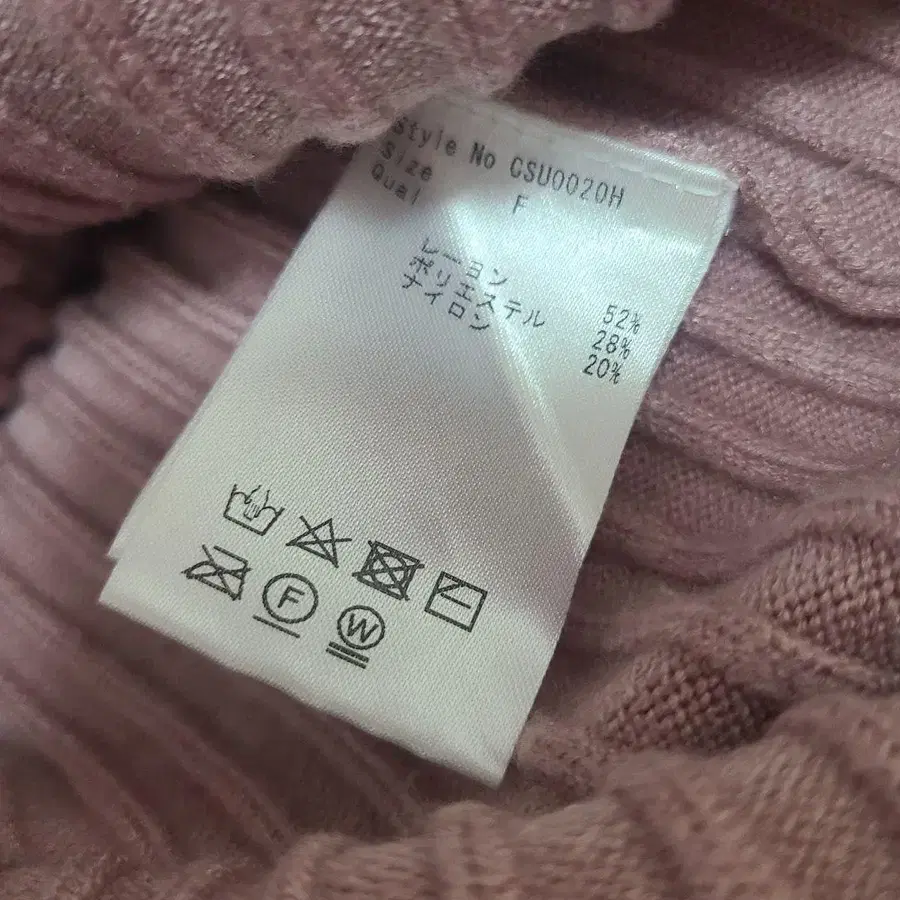 Style No CSU0020H
Size F
Qual
レーヨン 52%
ポリエステル 28%
ナイロン 20%
F
W